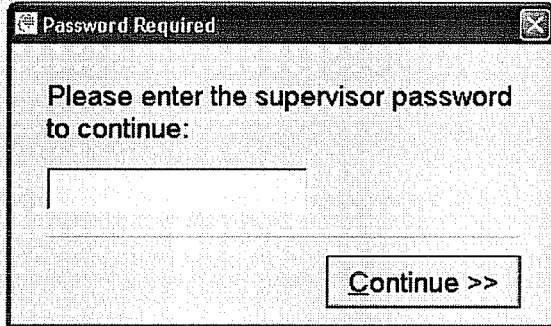 Password Required
Please enter the supervisor password
to continue:
Continue >>